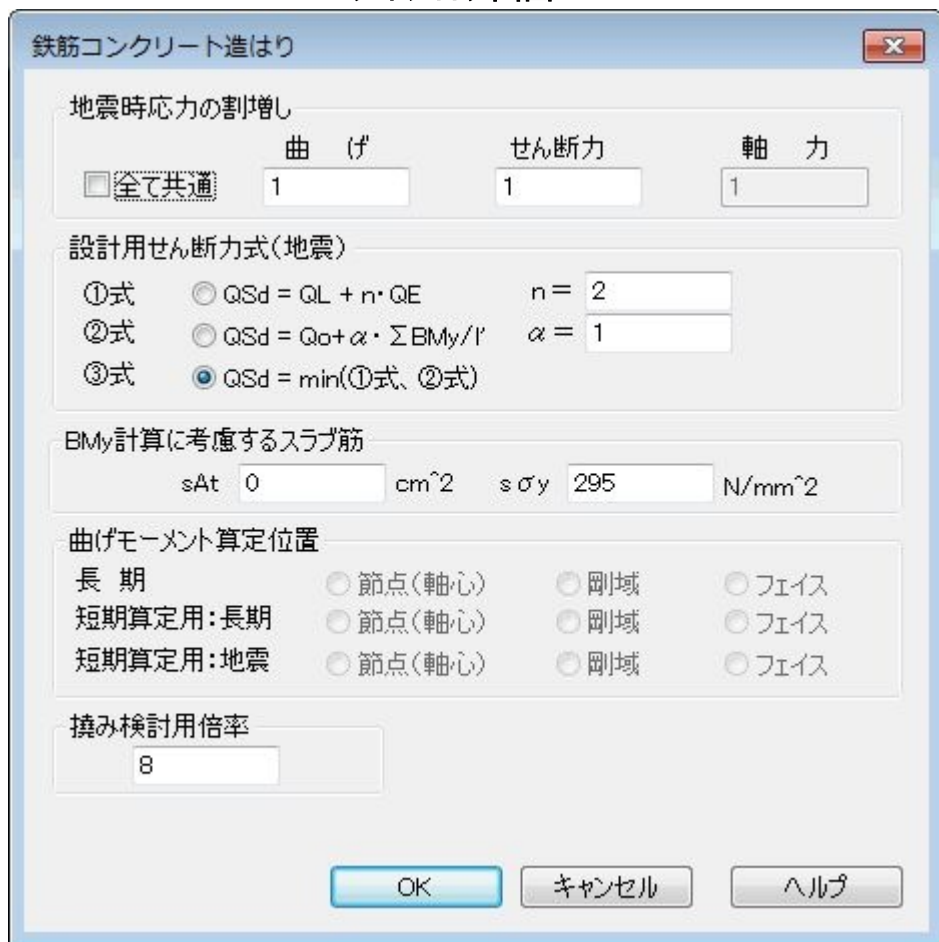 鉄筋コンクリート造はり
地震時応力の割増し
曲 げ せん断力 軸 力
全て共通 1 1 1
設計用せん断力式(地震)
①式 QSd = QL + n・QE n= 2
②式 QSd = Qo+α・ΣBMy/l' α= 1
③式 QSd = min(①式、②式)
BMy計算に考慮するスラブ筋
sAt 0 cm^2 sσy 295 N/mm^2
曲げモーメント算定位置
長 期 節点(軸心) 剛域 フェイス
短期算定用:長期 節点(軸心) 剛域 フェイス
短期算定用:地震 節点(軸心) 剛域 フェイス
撓み検討用倍率
8
OK キャンセル ヘルプ